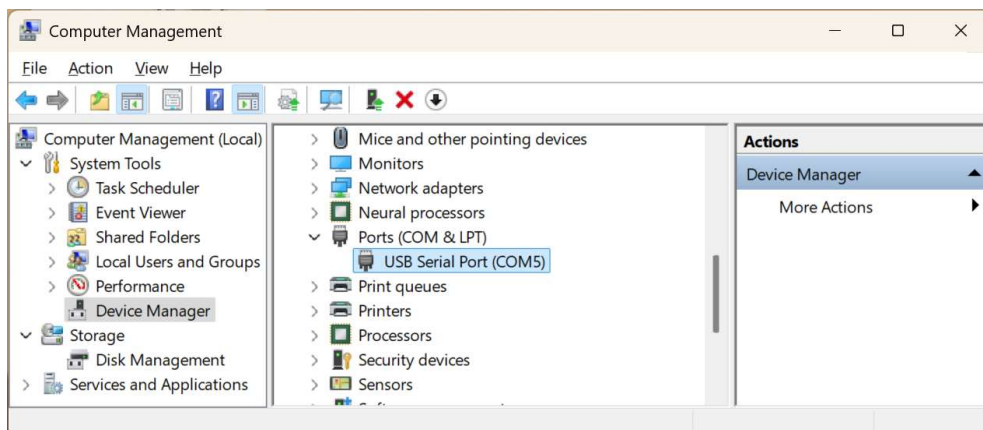 Computer Management
File Action View Help
Computer Management (Local)
System Tools
Task Scheduler
Event Viewer
Shared Folders
Local Users and Groups
Performance
Device Manager
Storage
Disk Management
Services and Applications
Mice and other pointing devices
Monitors
Network adapters
Neural processors
Ports (COM & LPT)
USB Serial Port (COM5)
Print queues
Printers
Processors
Security devices
Sensors
Actions
Device Manager
More Actions